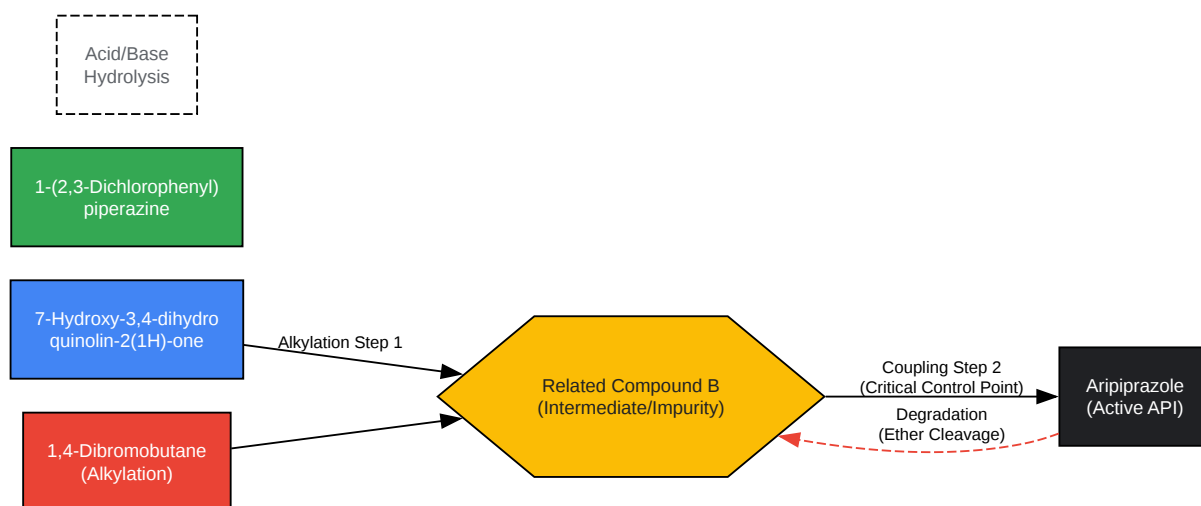 Acid/Base
Hydrolysis
1-(2,3-Dichlorophenyl)
piperazine
7-Hydroxy-3,4-dihydro
quinolin-2(1H)-one
Alkylation Step 1
1,4-Dibromobutane
(Alkylation)
Related Compound B
(Intermediate/Impurity)
Coupling Step 2
(Critical Control Point)
Degradation
(Ether Cleavage)
Aripiprazole
(Active API)